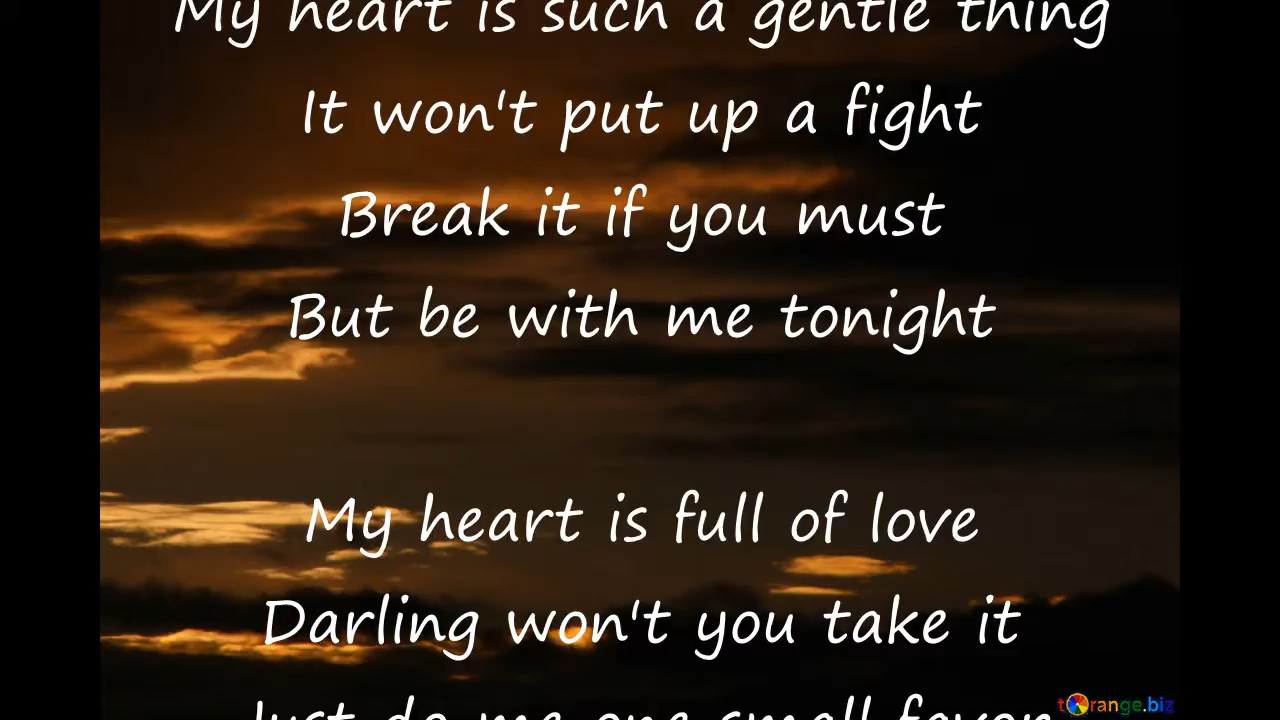 My heart is such a gentle thing
It won't put up a fight
Break it if you must
But be with me tonight
My heart is full of love
Darling won't you take it
Just do me one small favor
tOrange.biz